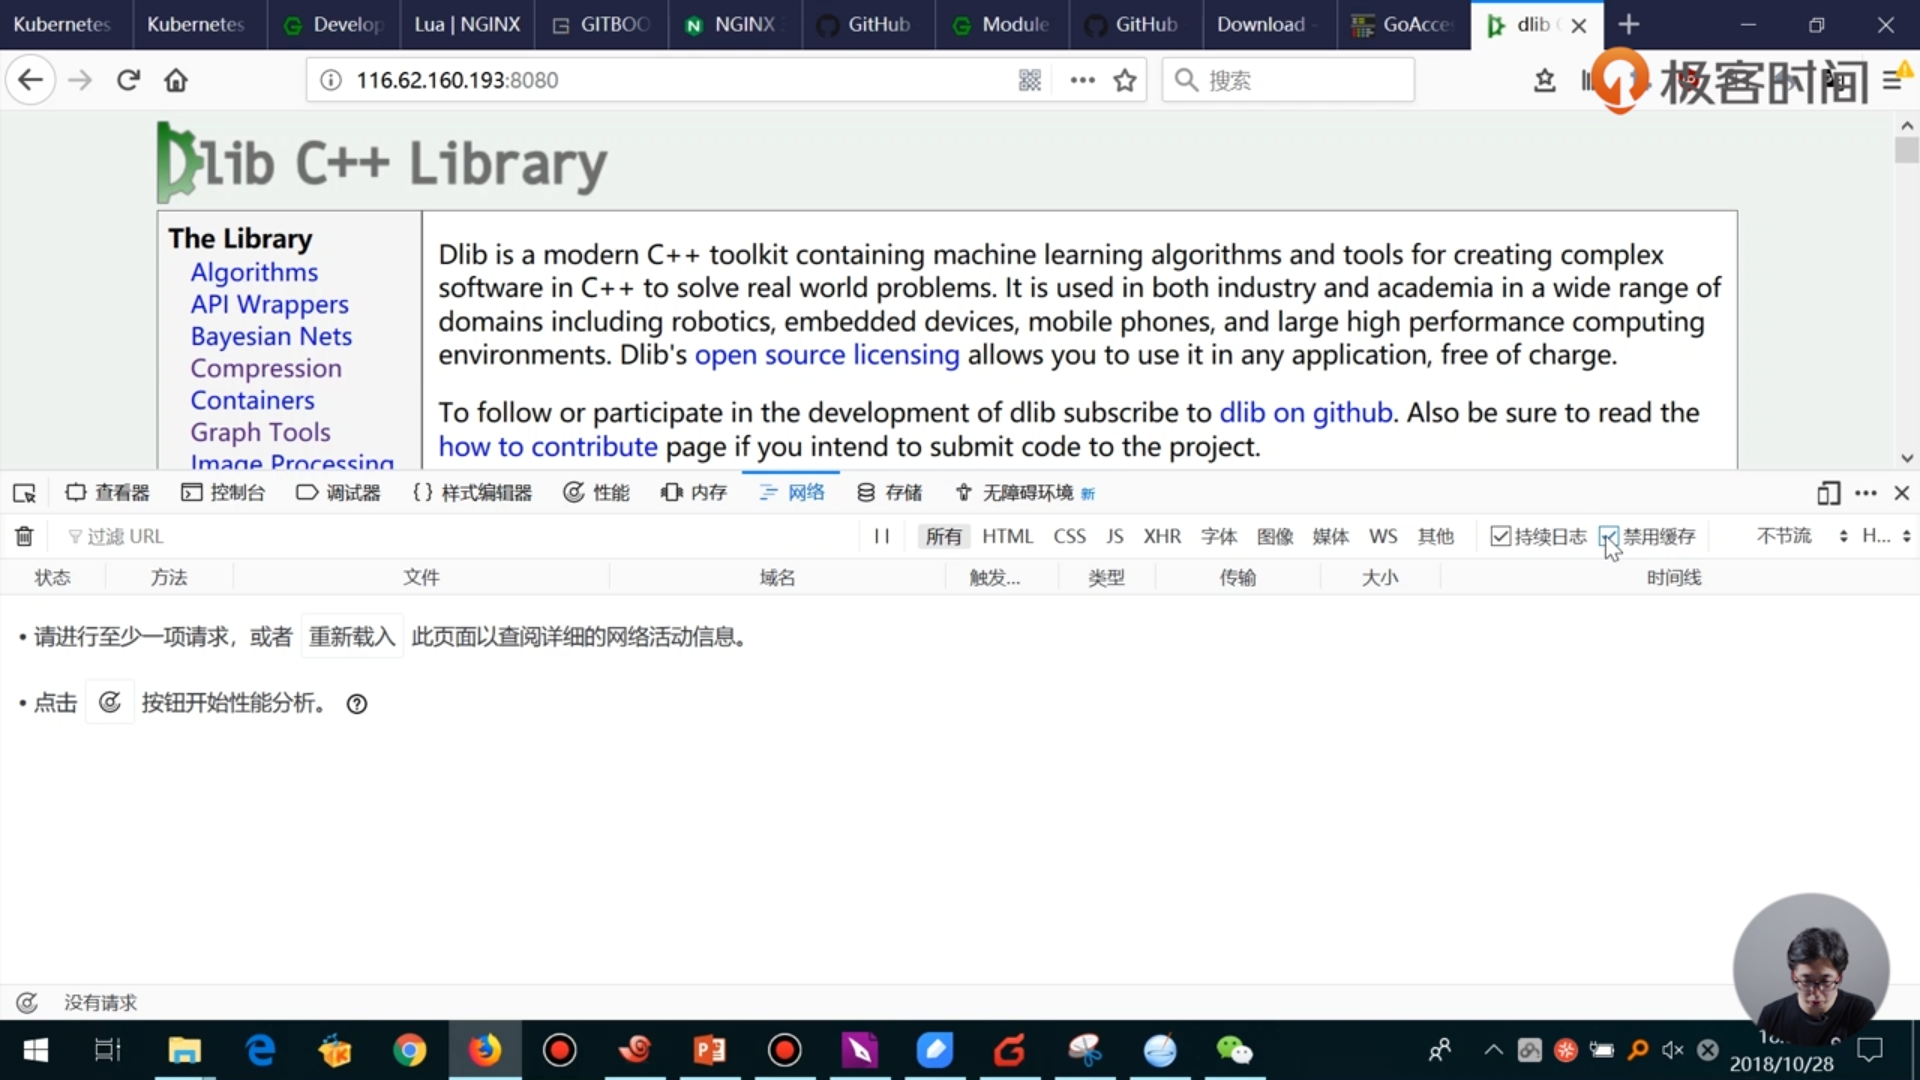 Kubernetes
Kubernetes
Develop
Lua | NGINX
GITBOO
NGINX
GitHub
Module
GitHub
Download
GoAcce
dlib
116.62.160.193:8080
搜索
极客时间
Dlib C++ Library
The Library
Algorithms
API Wrappers
Bayesian Nets
Compression
Containers
Graph Tools
Image Processing
Dlib is a modern C++ toolkit containing machine learning algorithms and tools for creating complex
software in C++ to solve real world problems. It is used in both industry and academia in a wide range of
domains including robotics, embedded devices, mobile phones, and large high performance computing
environments. Dlib's open source licensing allows you to use it in any application, free of charge.
To follow or participate in the development of dlib subscribe to dlib on github. Also be sure to read the
how to contribute page if you intend to submit code to the project.
查看器 控制台 调试器 {} 样式编辑器 性能 内存 网络 存储 无障碍环境 新
过滤 URL 所有 HTML CSS JS XHR 字体 图像 媒体 WS 其他 持续日志 禁用缓存 不节流 H...
状态 方法 文件 域名 触发... 类型 传输 大小 时间线
• 请进行至少一项请求，或者 重新载入 此页面以查阅详细的网络活动信息。
• 点击 按钮开始性能分析。
没有请求
2018/10/28